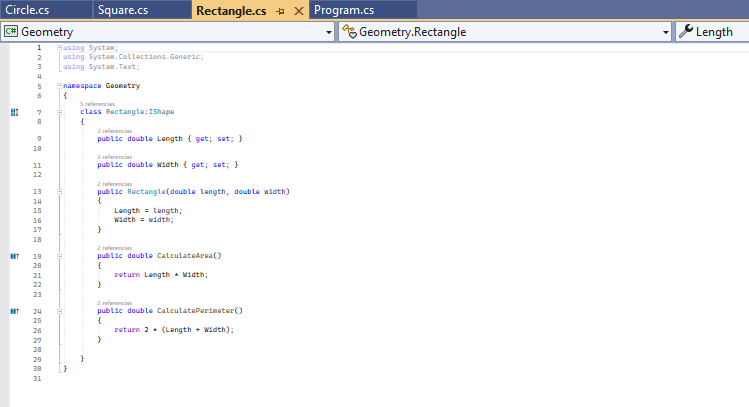 Circle.cs Square.cs Rectangle.cs Program.cs
C# Geometry Geometry.Rectangle Length
1 using System;
2 using System.Collections.Generic;
3 using System.Text;
4
5 namespace Geometry
6 {
5 referencias
7 class Rectangle:IShape
8 {
3 referencias
9 public double Length { get; set; }
10
3 referencias
11 public double Width { get; set; }
12
2 referencias
13 public Rectangle(double length, double width)
14 {
15 Length = length;
16 Width = width;
17 }
18
2 referencias
19 public double CalculateArea()
20 {
21 return Length * Width;
22 }
23
2 referencias
24 public double CalculatePerimeter()
25 {
26 return 2 * (Length + Width);
27 }
28
29 }
30 }
31